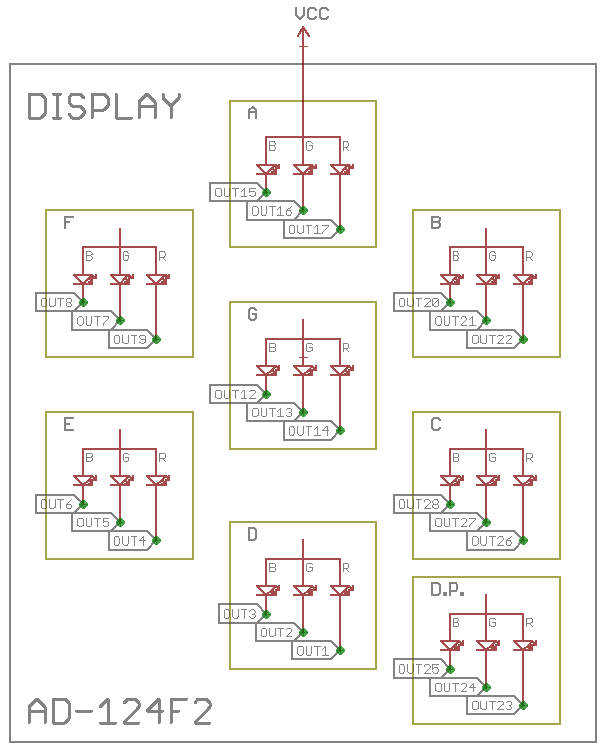 VCC
DISPLAY
A
B G R
OUT15
OUT16
OUT17
F
B G R
OUT8
OUT7
OUT9
B
B G R
OUT20
OUT21
OUT22
G
B G R
OUT12
OUT13
OUT14
E
B G R
OUT6
OUT5
OUT4
C
B G R
OUT28
OUT27
OUT26
D
B G R
OUT3
OUT2
OUT1
D.P.
B G R
OUT25
OUT24
OUT23
AD-124F2